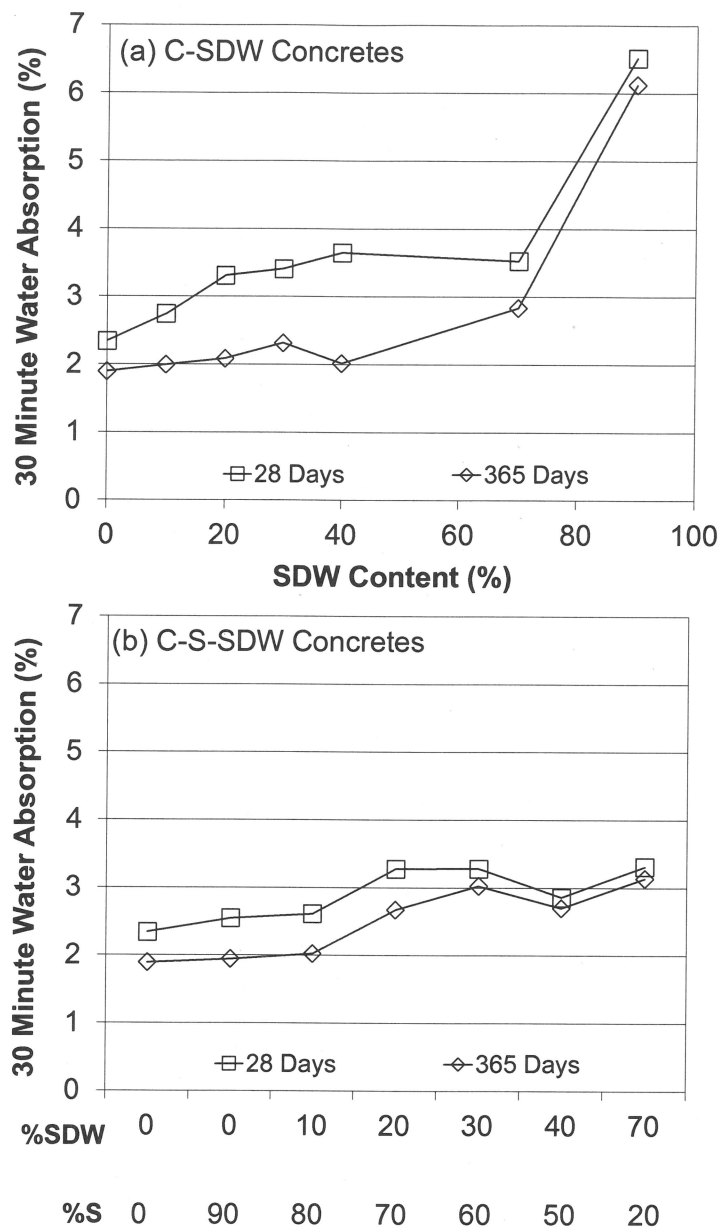 7
(a) C-SDW Concretes
6
5
4
3
2
1
0
30 Minute Water Absorption (%)
28 Days 365 Days
0 20 40 60 80 100
SDW Content (%)
7
(b) C-S-SDW Concretes
6
5
4
3
2
1
0
30 Minute Water Absorption (%)
28 Days 365 Days
%SDW 0 0 10 20 30 40 70
%S 0 90 80 70 60 50 20